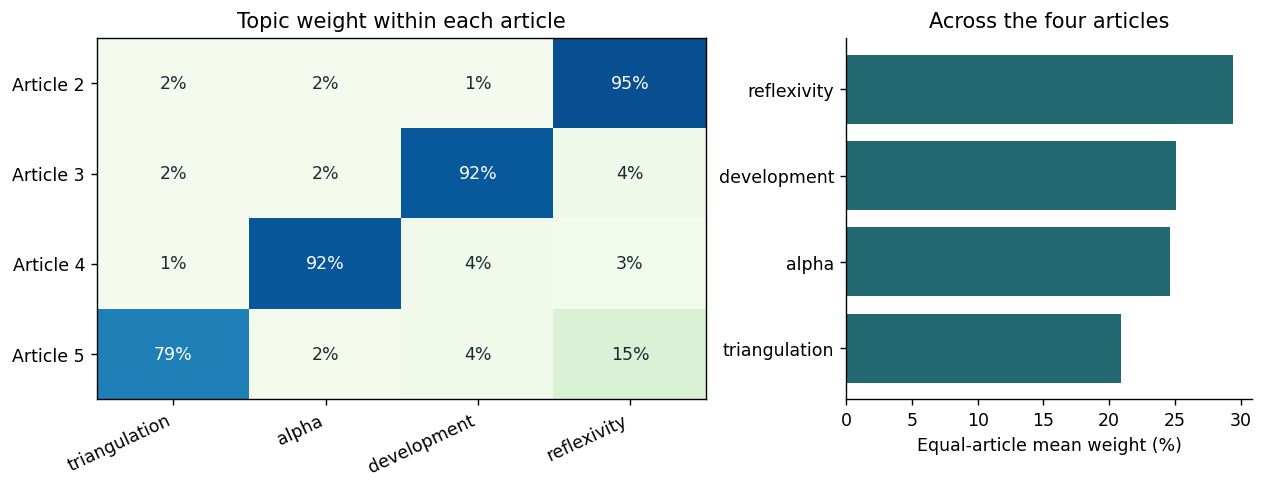 Topic weight within each article
Article 2 2% 2% 1% 95%
Article 3 2% 2% 92% 4%
Article 4 1% 92% 4% 3%
Article 5 79% 2% 4% 15%
triangulation alpha development reflexivity
Across the four articles
reflexivity
development
alpha
triangulation
0 5 10 15 20 25 30
Equal-article mean weight (%)